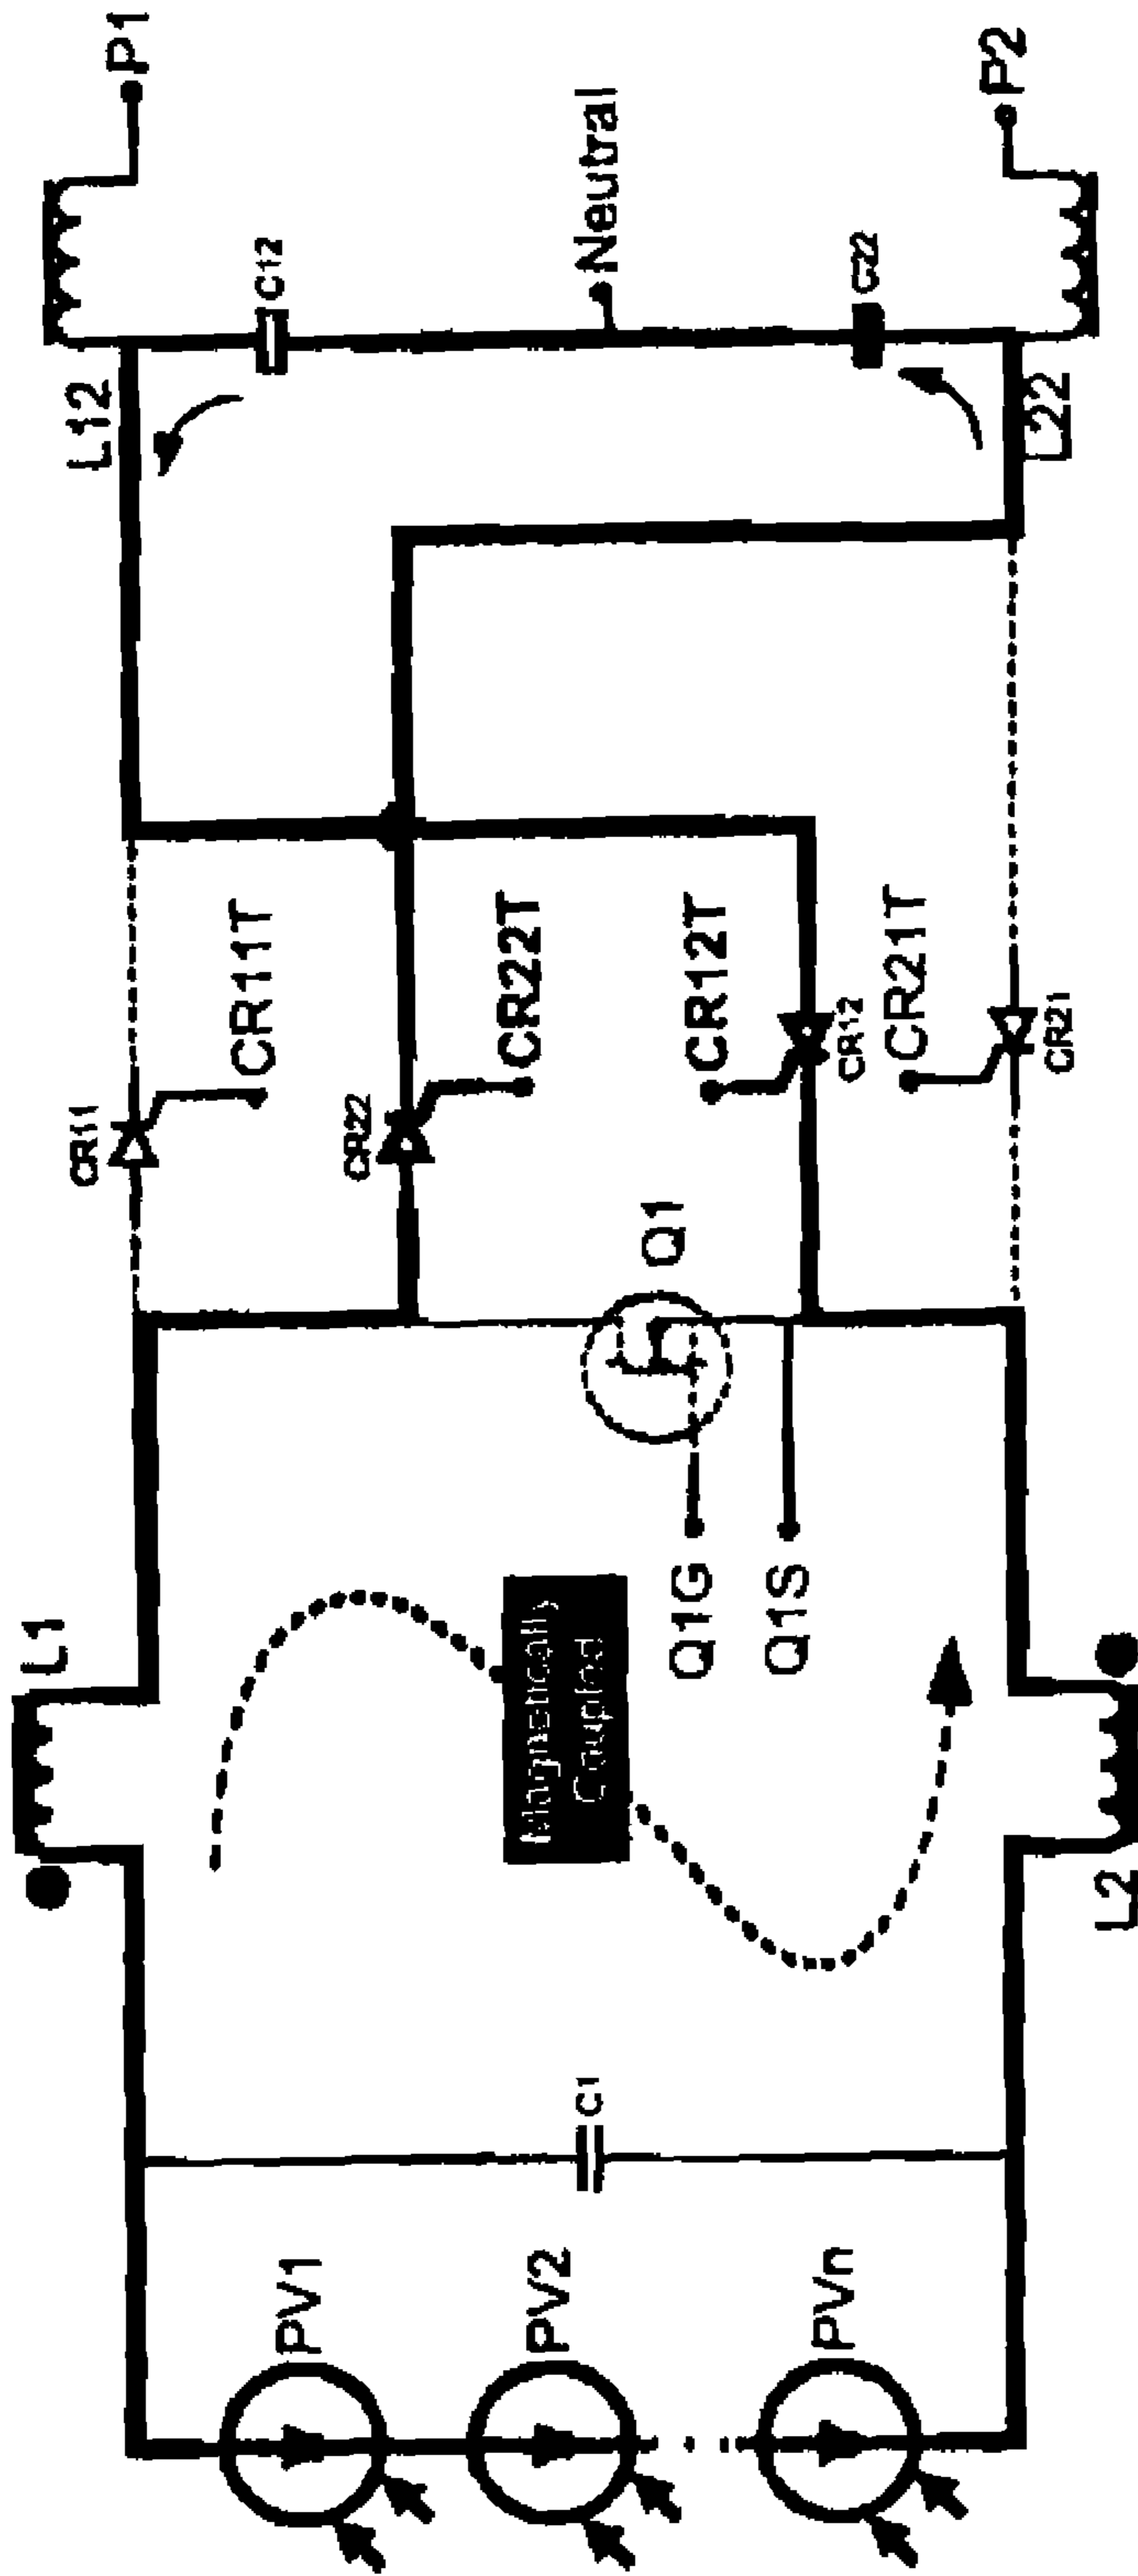 P1
P2
Neutral
C12
C22
L12
L22
CR11T
CR22T
CR12T
CR21T
CR11
CR22
CR12
CR21
Q1
Q1G
Q1S
L1
Magnetically
Coupled
L2
C1
PV1
PV2
PVn